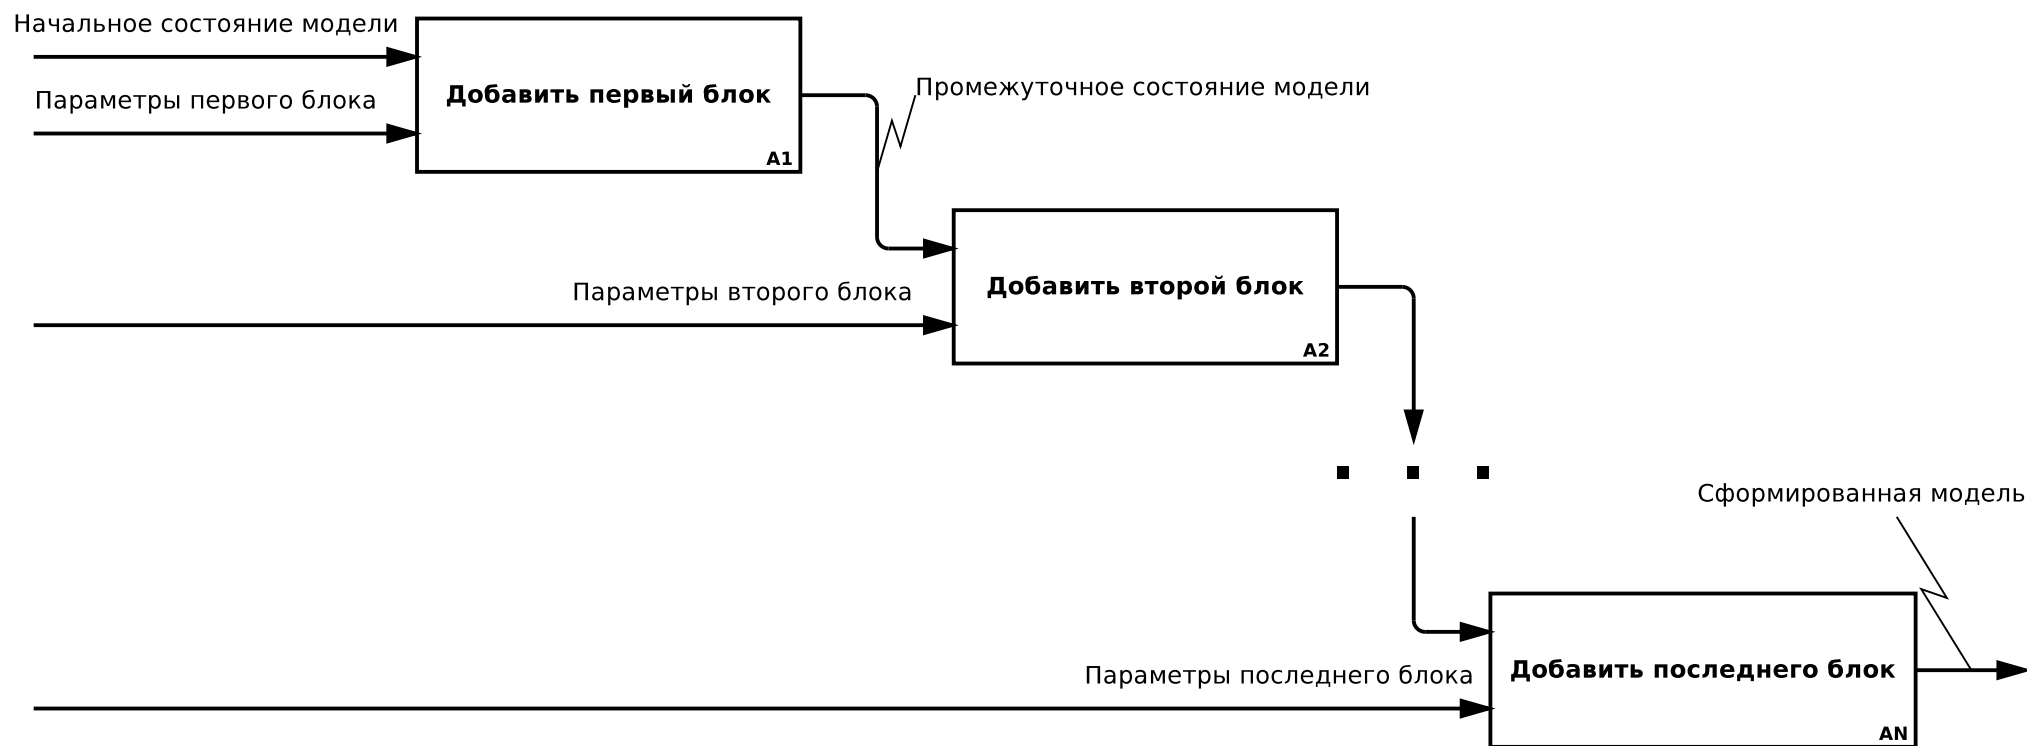 Начальное состояние модели
Параметры первого блока
Добавить первый блок
A1
Промежуточное состояние модели
Параметры второго блока
Добавить второй блок
A2
Сформированная модель
Параметры последнего блока
Добавить последнего блок
AN